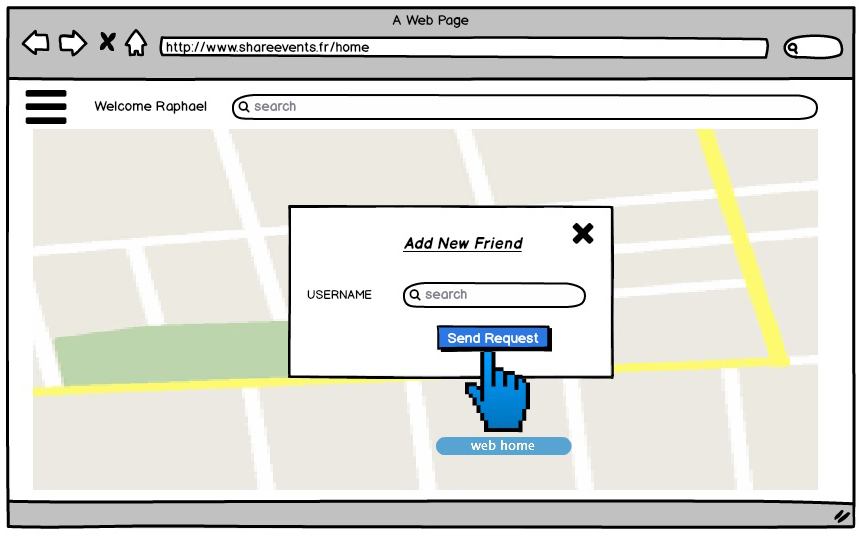 A Web Page
http://www.shareevents.fr/home
Welcome Raphael
search
Add New Friend
USERNAME
search
Send Request
web home